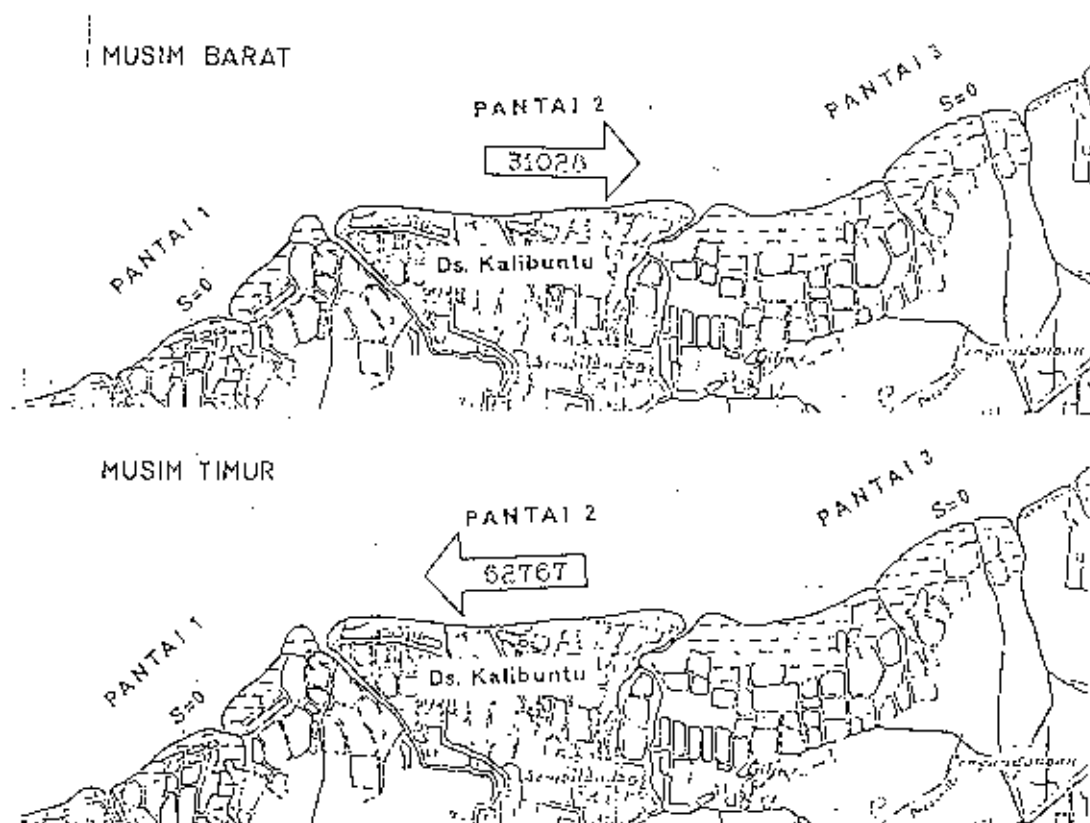 MUSIM BARAT
PANTAI 3
S=0
PANTAI 2
31028
PANTAI 1
S=0
Ds. Kalibuntu
MUSIM TIMUR
PANTAI 3
S=0
PANTAI 2
62767
PANTAI 1
S=0
Ds. Kalibuntu